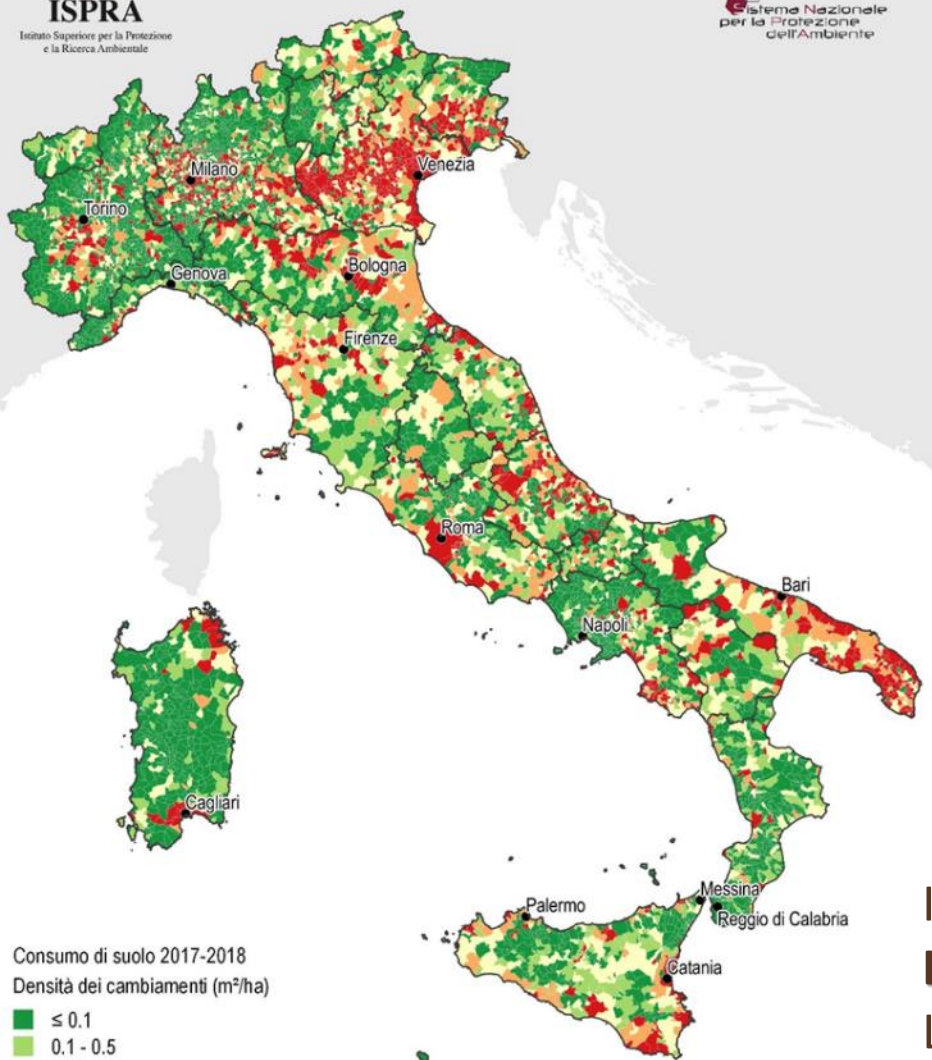 ISPRA
Istituto Superiore per la Protezione
e la Ricerca Ambientale
Sistema Nazionale
per la Protezione
dell'Ambiente
Milano
Venezia
Torino
Genova
Bologna
Firenze
Roma
Bari
Napoli
Cagliari
Palermo
Messina
Reggio di Calabria
Catania
Consumo di suolo 2017-2018
Densità dei cambiamenti (m²/ha)
≤ 0.1
0.1 - 0.5